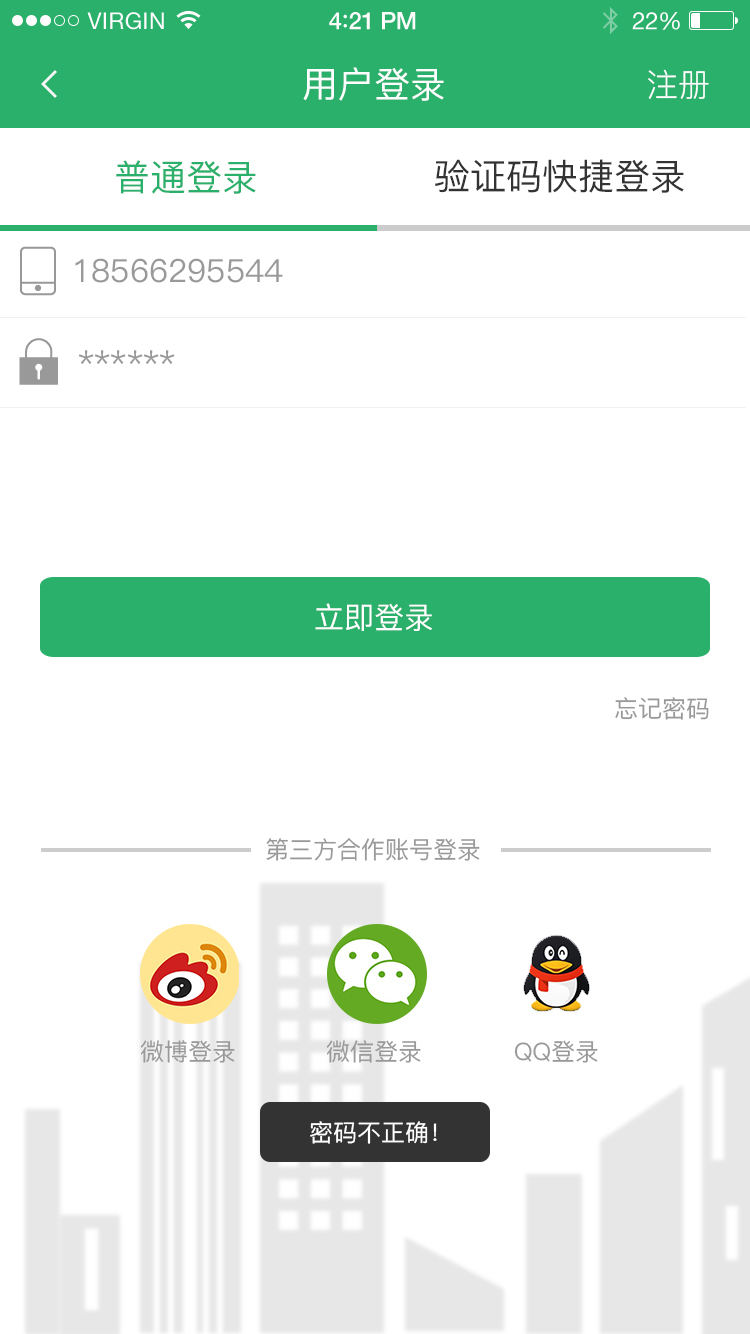 VIRGIN 4:21 PM 22%
用户登录 注册
普通登录 验证码快捷登录
18566295544
******
立即登录
忘记密码
第三方合作账号登录
微博登录 微信登录 QQ登录
密码不正确!